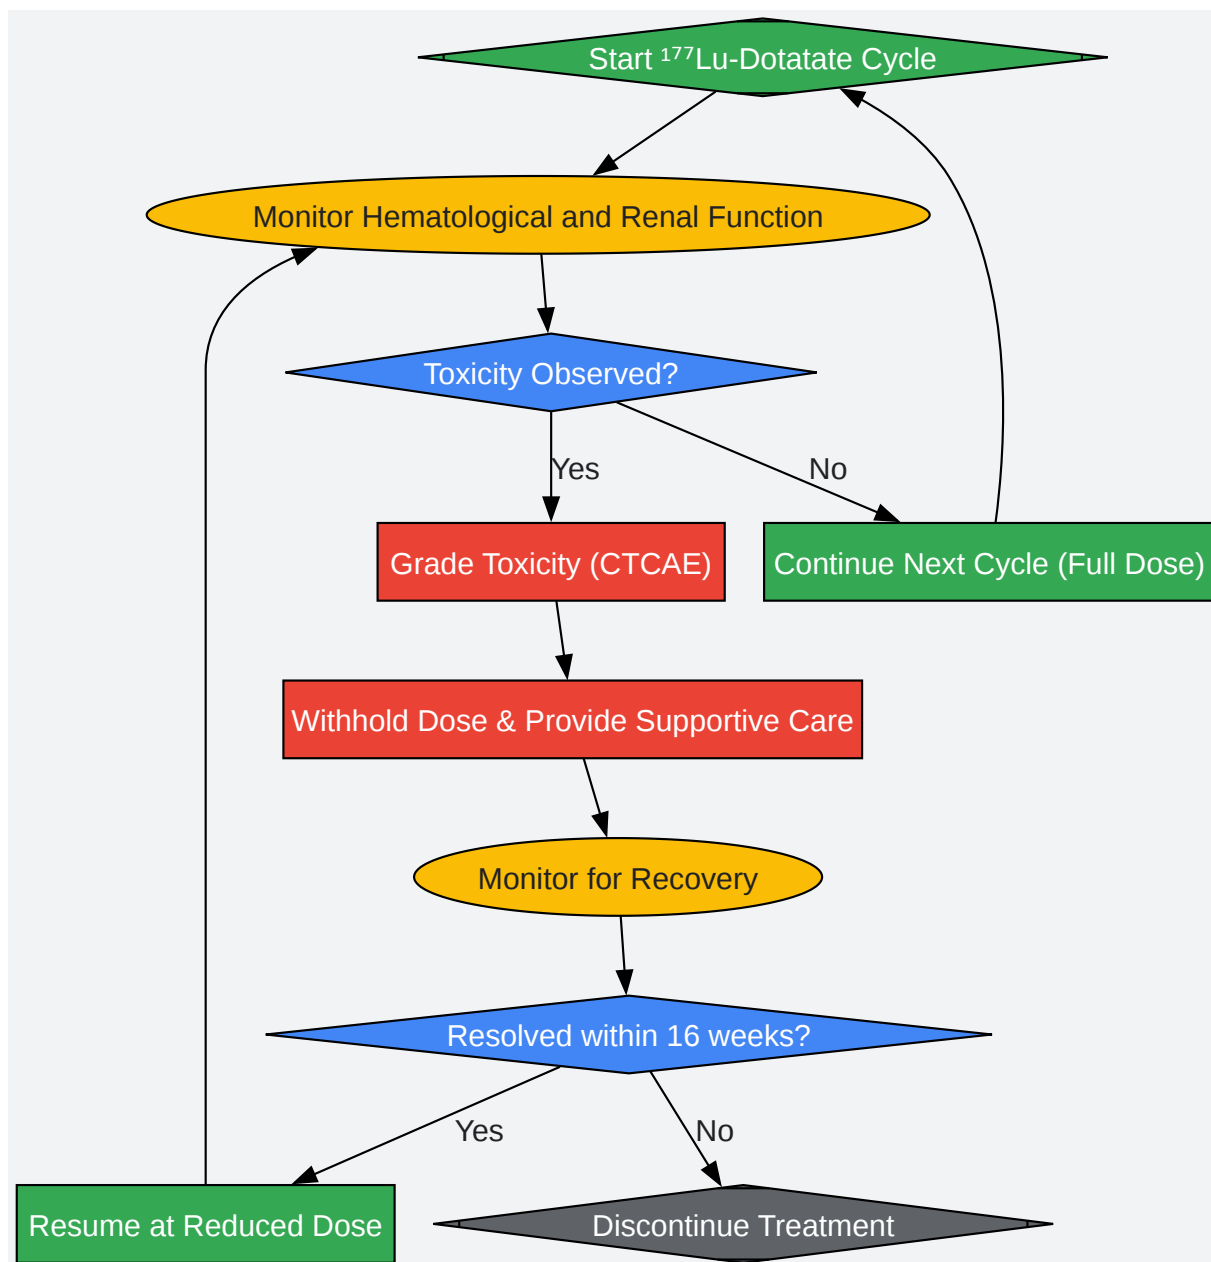 Start ¹⁷⁷Lu-Dotatate Cycle
Monitor Hematological and Renal Function
Toxicity Observed?
Yes
No
Grade Toxicity (CTCAE)
Continue Next Cycle (Full Dose)
Withhold Dose & Provide Supportive Care
Monitor for Recovery
Resolved within 16 weeks?
Yes
No
Resume at Reduced Dose
Discontinue Treatment